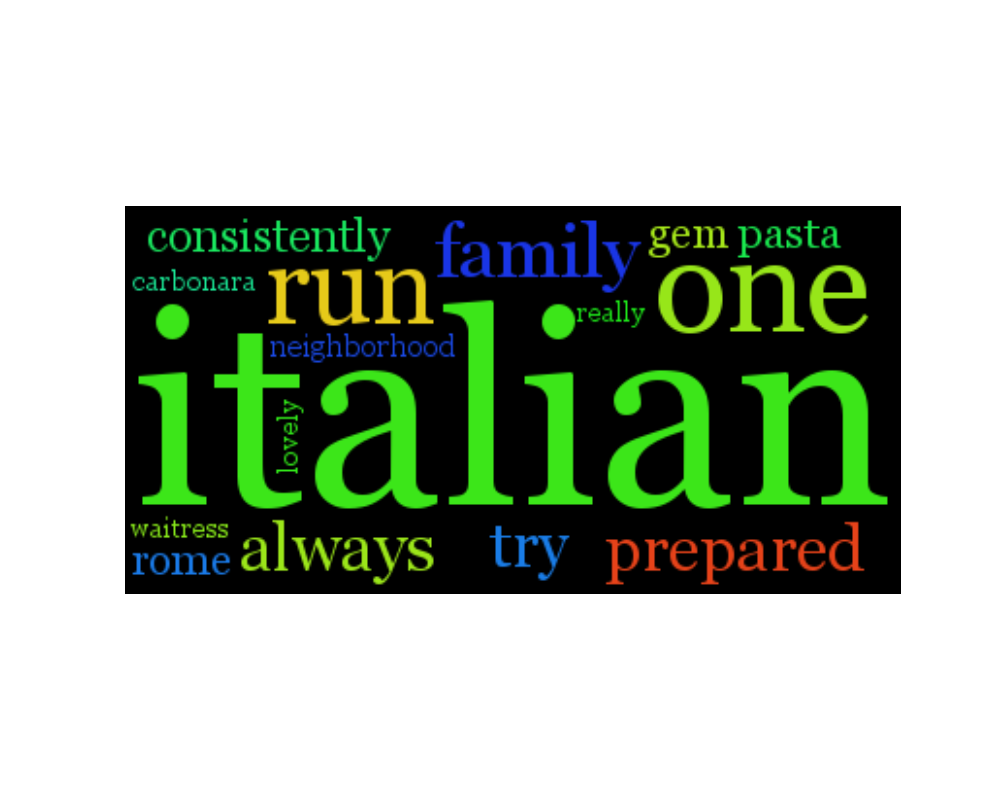 consistently family gem pasta
carbonara run one
really
neighborhood
italian
lovely
waitress
rome always try prepared